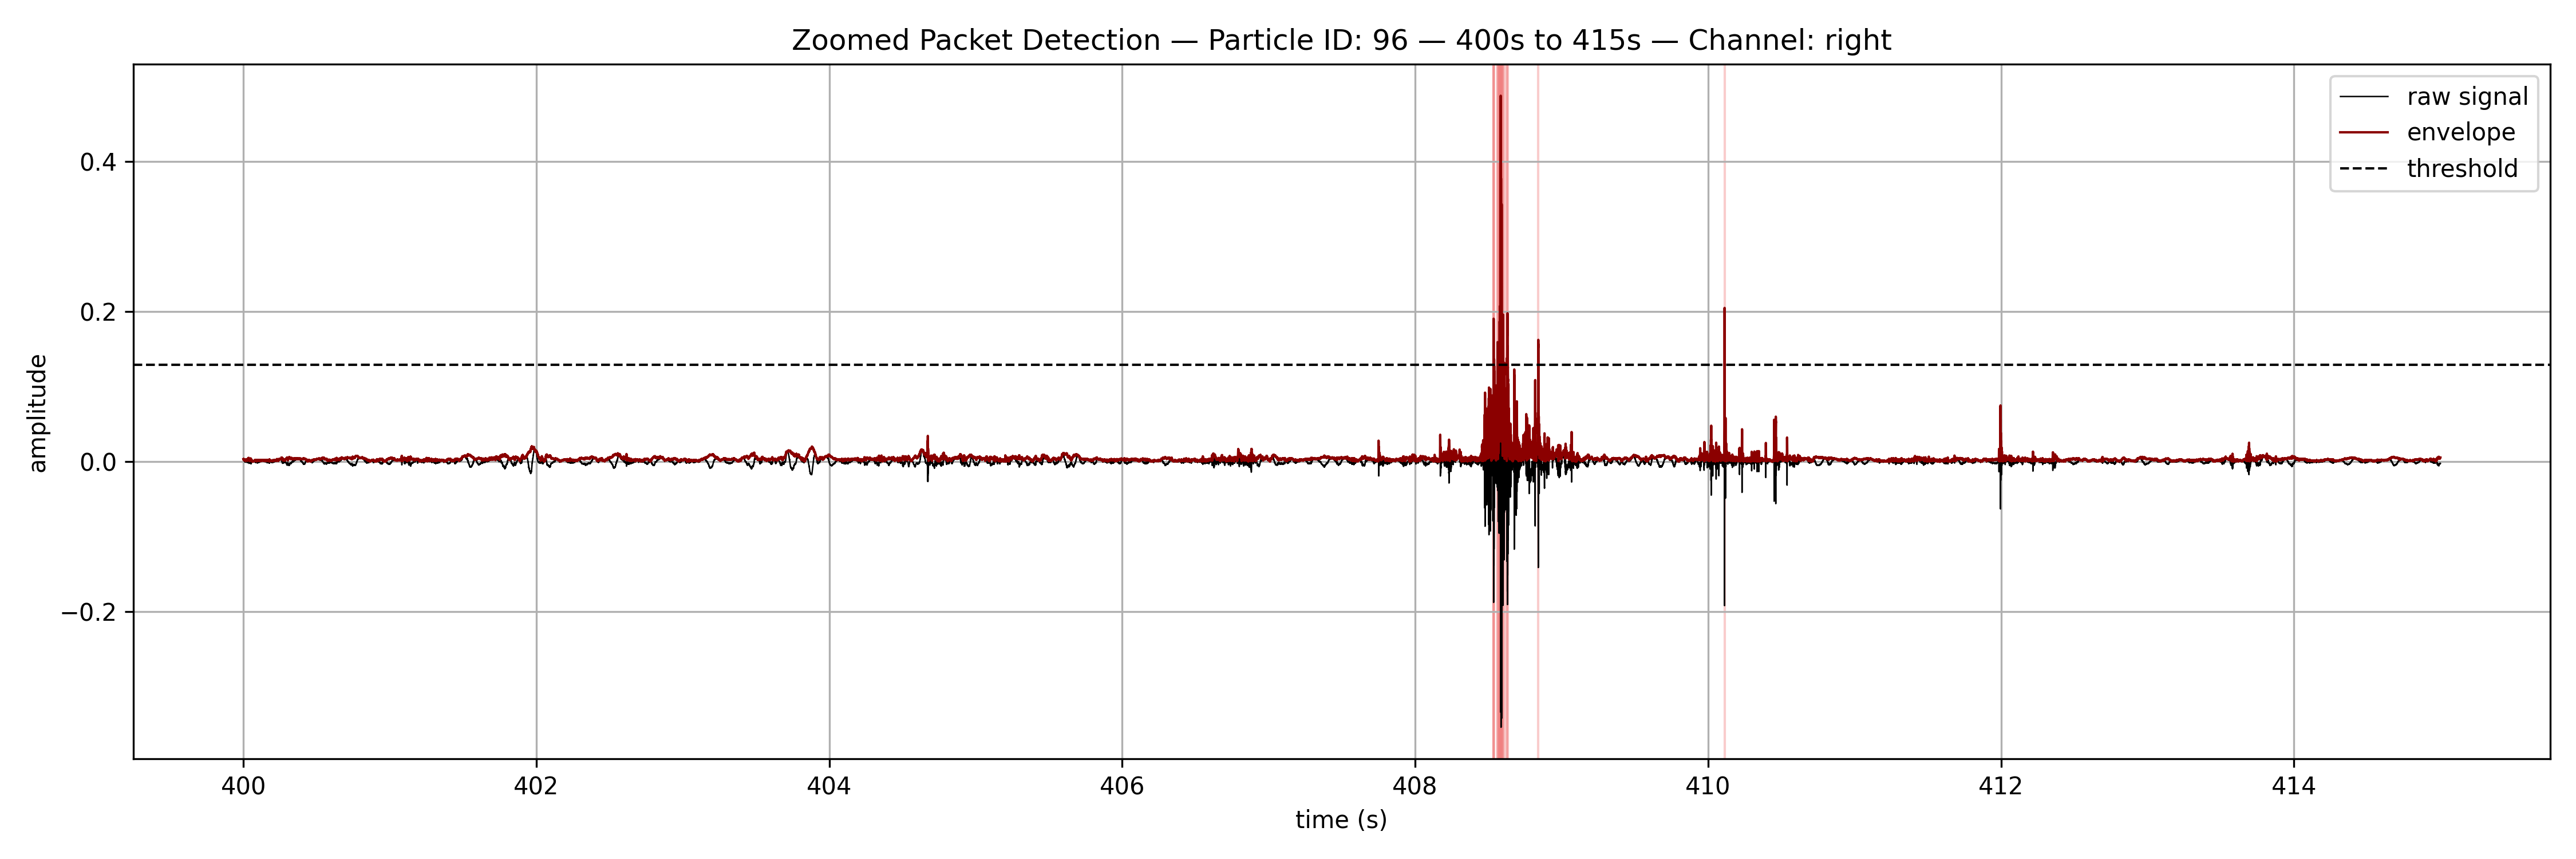 Zoomed Packet Detection — Particle ID: 96 — 400s to 415s — Channel: right
raw signal
envelope
threshold
amplitude
0.4
0.2
0.0
−0.2
400 402 404 406 408 410 412 414
time (s)